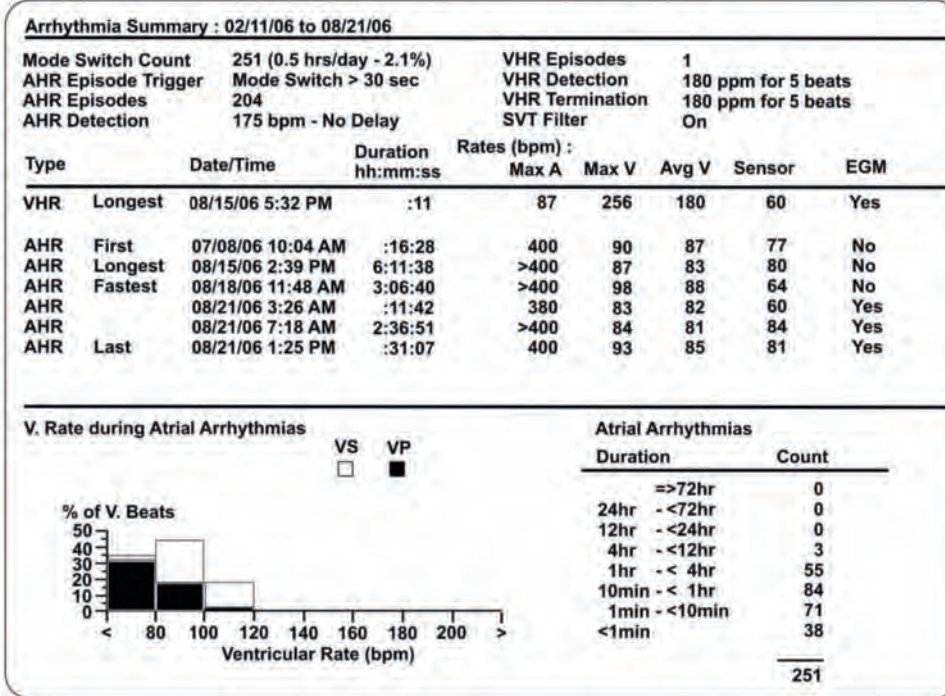 Arrhythmia Summary : 02/11/06 to 08/21/06
Mode Switch Count 251 (0.5 hrs/day - 2.1%) VHR Episodes 1
AHR Episode Trigger Mode Switch > 30 sec VHR Detection 180 ppm for 5 beats
AHR Episodes 204 VHR Termination 180 ppm for 5 beats
AHR Detection 175 bpm - No Delay SVT Filter On
Type Date/Time Duration hh:mm:ss Rates (bpm) : Max A Max V Avg V Sensor EGM
VHR Longest 08/15/06 5:32 PM :11 87 256 180 60 Yes
AHR First 07/08/06 10:04 AM :16:28 400 90 87 77 No
AHR Longest 08/15/06 2:39 PM 6:11:38 >400 87 83 80 No
AHR Fastest 08/18/06 11:48 AM 3:06:40 >400 98 88 64 No
AHR 08/21/06 3:26 AM :11:42 380 83 82 60 Yes
AHR 08/21/06 7:18 AM 2:36:51 >400 84 81 84 Yes
AHR Last 08/21/06 1:25 PM :31:07 400 93 85 81 Yes
V. Rate during Atrial Arrhythmias
VS VP
% of V. Beats
50
40
30
20
10
0
< 80 100 120 140 160 180 200 >
Ventricular Rate (bpm)
Atrial Arrhythmias
Duration Count
=>72hr 0
24hr - <72hr 0
12hr - <24hr 0
4hr - <12hr 3
1hr - < 4hr 55
10min - < 1hr 84
1min - <10min 71
<1min 38
251